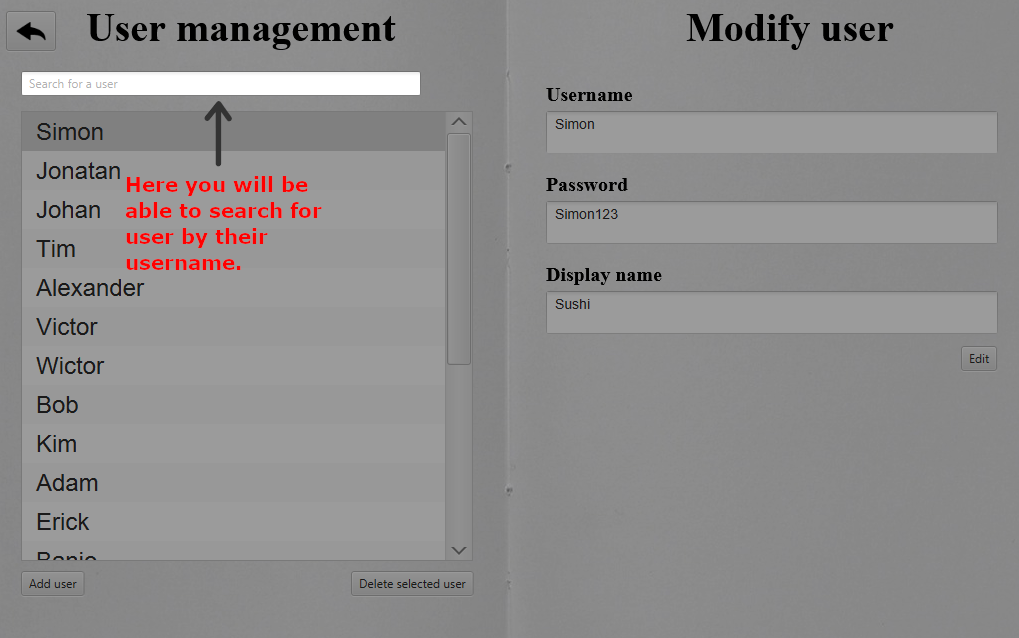 User management
Search for a user
Simon
Jonatan
Johan
Tim
Alexander
Victor
Wictor
Bob
Kim
Adam
Erick
Here you will be
able to search for
user by their
username.
Add user
Delete selected user
Modify user
Username
Simon
Password
Simon123
Display name
Sushi
Edit